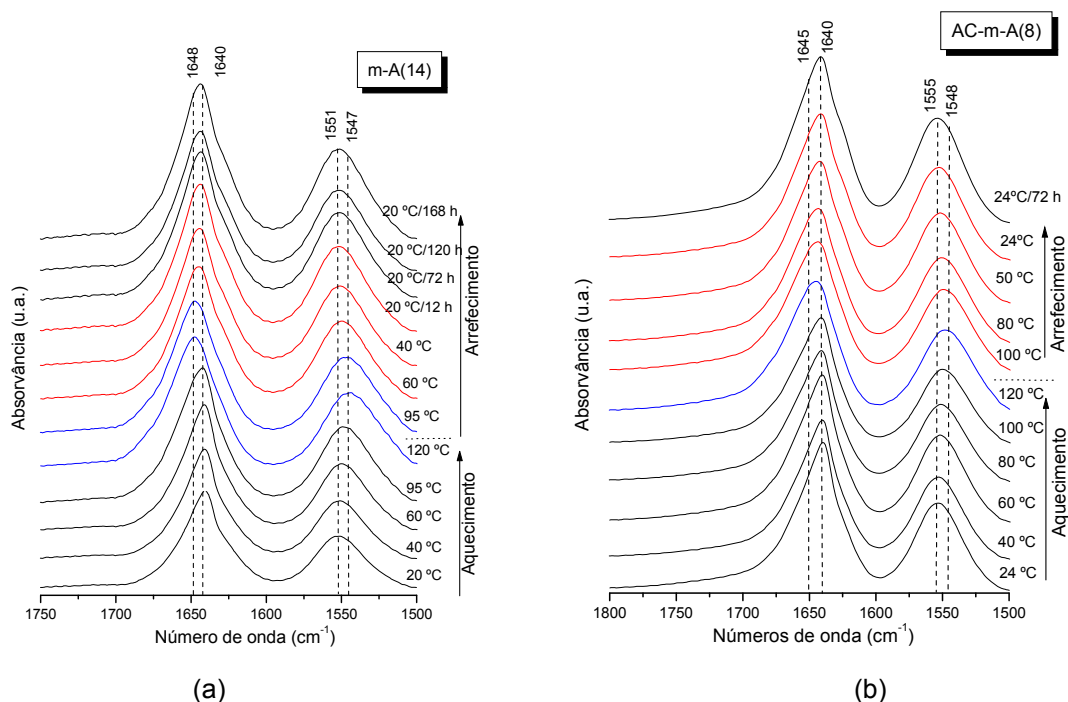 m-A(14)
1648
1640
1551
1547
20 ºC/168 h
20 ºC/120 h
20 ºC/72 h
20 ºC/12 h
40 ºC
60 ºC
95 ºC
120 ºC
95 ºC
60 ºC
40 ºC
20 ºC
Arrefecimento
Aquecimento
Absorvância (u.a.)
1750 1700 1650 1600 1550 1500
Número de onda (cm⁻¹)
(a)
AC-m-A(8)
1645
1640
1555
1548
24ºC/72 h
24ºC
50 ºC
80 ºC
100 ºC
120 ºC
100 ºC
80 ºC
60 ºC
40 ºC
24 ºC
Arrefecimento
Aquecimento
Absorvância (u.a.)
1800 1750 1700 1650 1600 1550 1500
Números de onda (cm⁻¹)
(b)